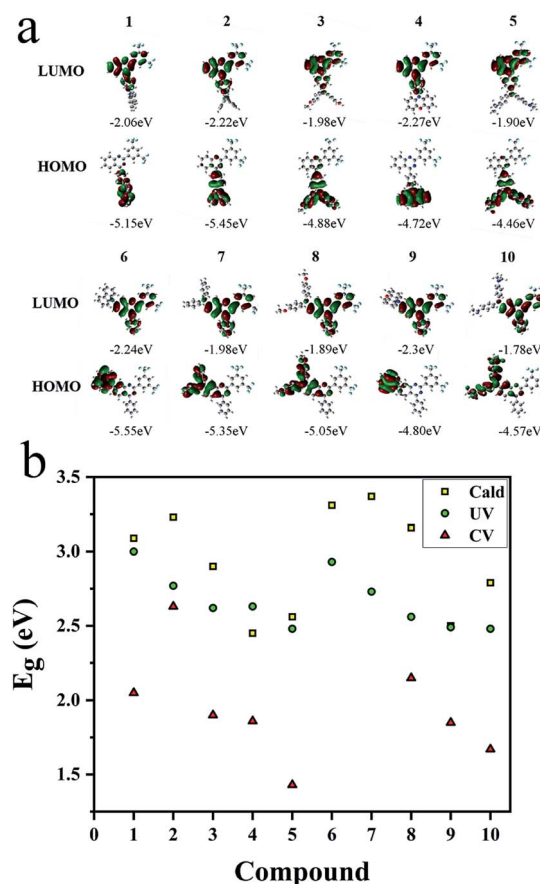 a
1 2 3 4 5
LUMO
-2.06eV -2.22eV -1.98eV -2.27eV -1.90eV
HOMO
-5.15eV -5.45eV -4.88eV -4.72eV -4.46eV
6 7 8 9 10
LUMO
-2.24eV -1.98eV -1.89eV -2.3eV -1.78eV
HOMO
-5.55eV -5.35eV -5.05eV -4.80eV -4.57eV
b
3.5
Cald
UV
CV
3.0
2.5
2.0
1.5
Eg (eV)
0 1 2 3 4 5 6 7 8 9 10
Compound